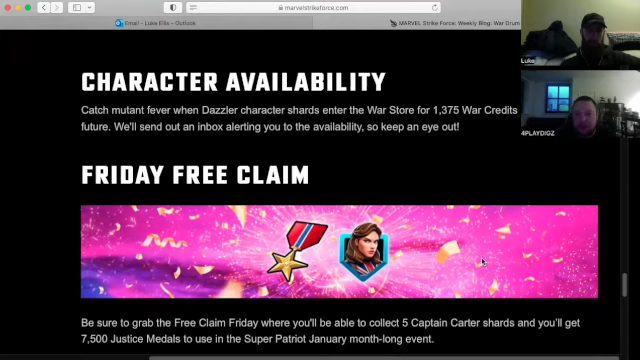 marvelstrikeforce.com
Email - Luke Ellis - Outlook
MARVEL Strike Force: Weekly Blog: War Drum
CHARACTER AVAILABILITY
Catch mutant fever when Dazzler character shards enter the War Store for 1,375 War Credits
future. We'll send out an inbox alerting you to the availability, so keep an eye out!
Luke
4PLAYDIGZ
FRIDAY FREE CLAIM
Be sure to grab the Free Claim Friday where you'll be able to collect 5 Captain Carter shards and you'll get
7,500 Justice Medals to use in the Super Patriot January month-long event.